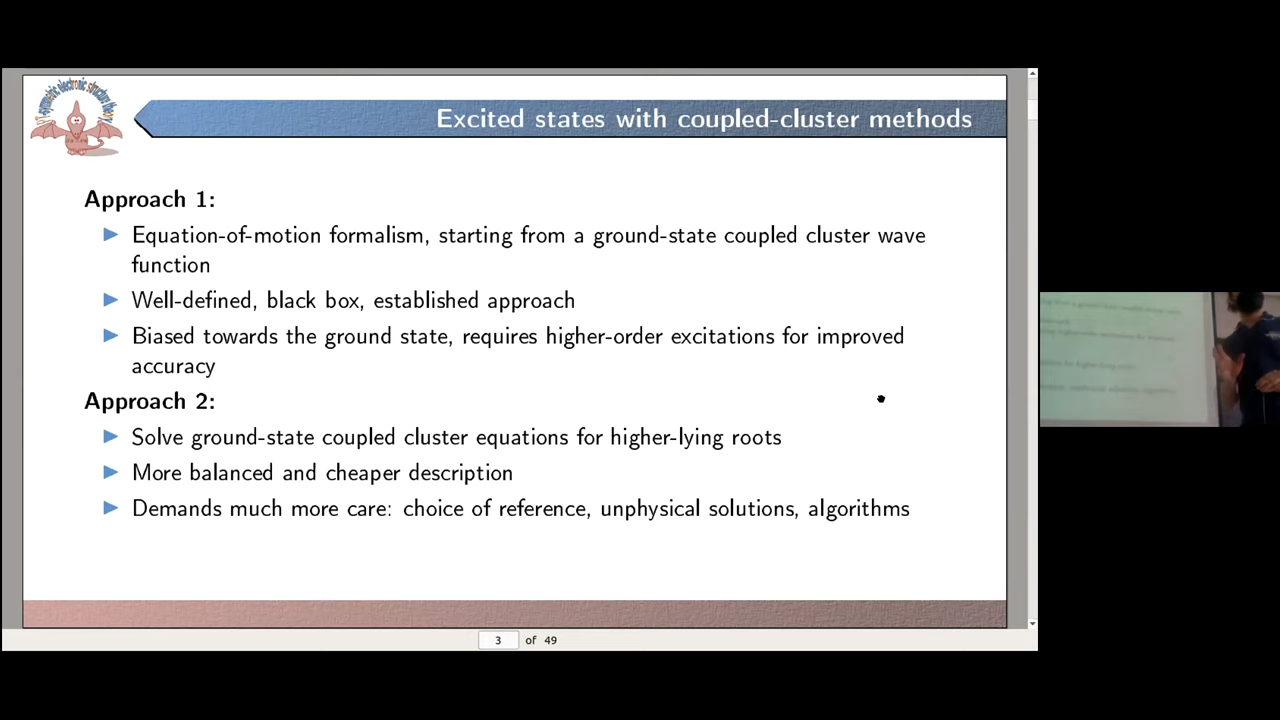 Excited states with coupled-cluster methods
Approach 1:
Equation-of-motion formalism, starting from a ground-state coupled cluster wave
function
Well-defined, black box, established approach
Biased towards the ground state, requires higher-order excitations for improved
accuracy
Approach 2:
Solve ground-state coupled cluster equations for higher-lying roots
More balanced and cheaper description
Demands much more care: choice of reference, unphysical solutions, algorithms
3 of 49